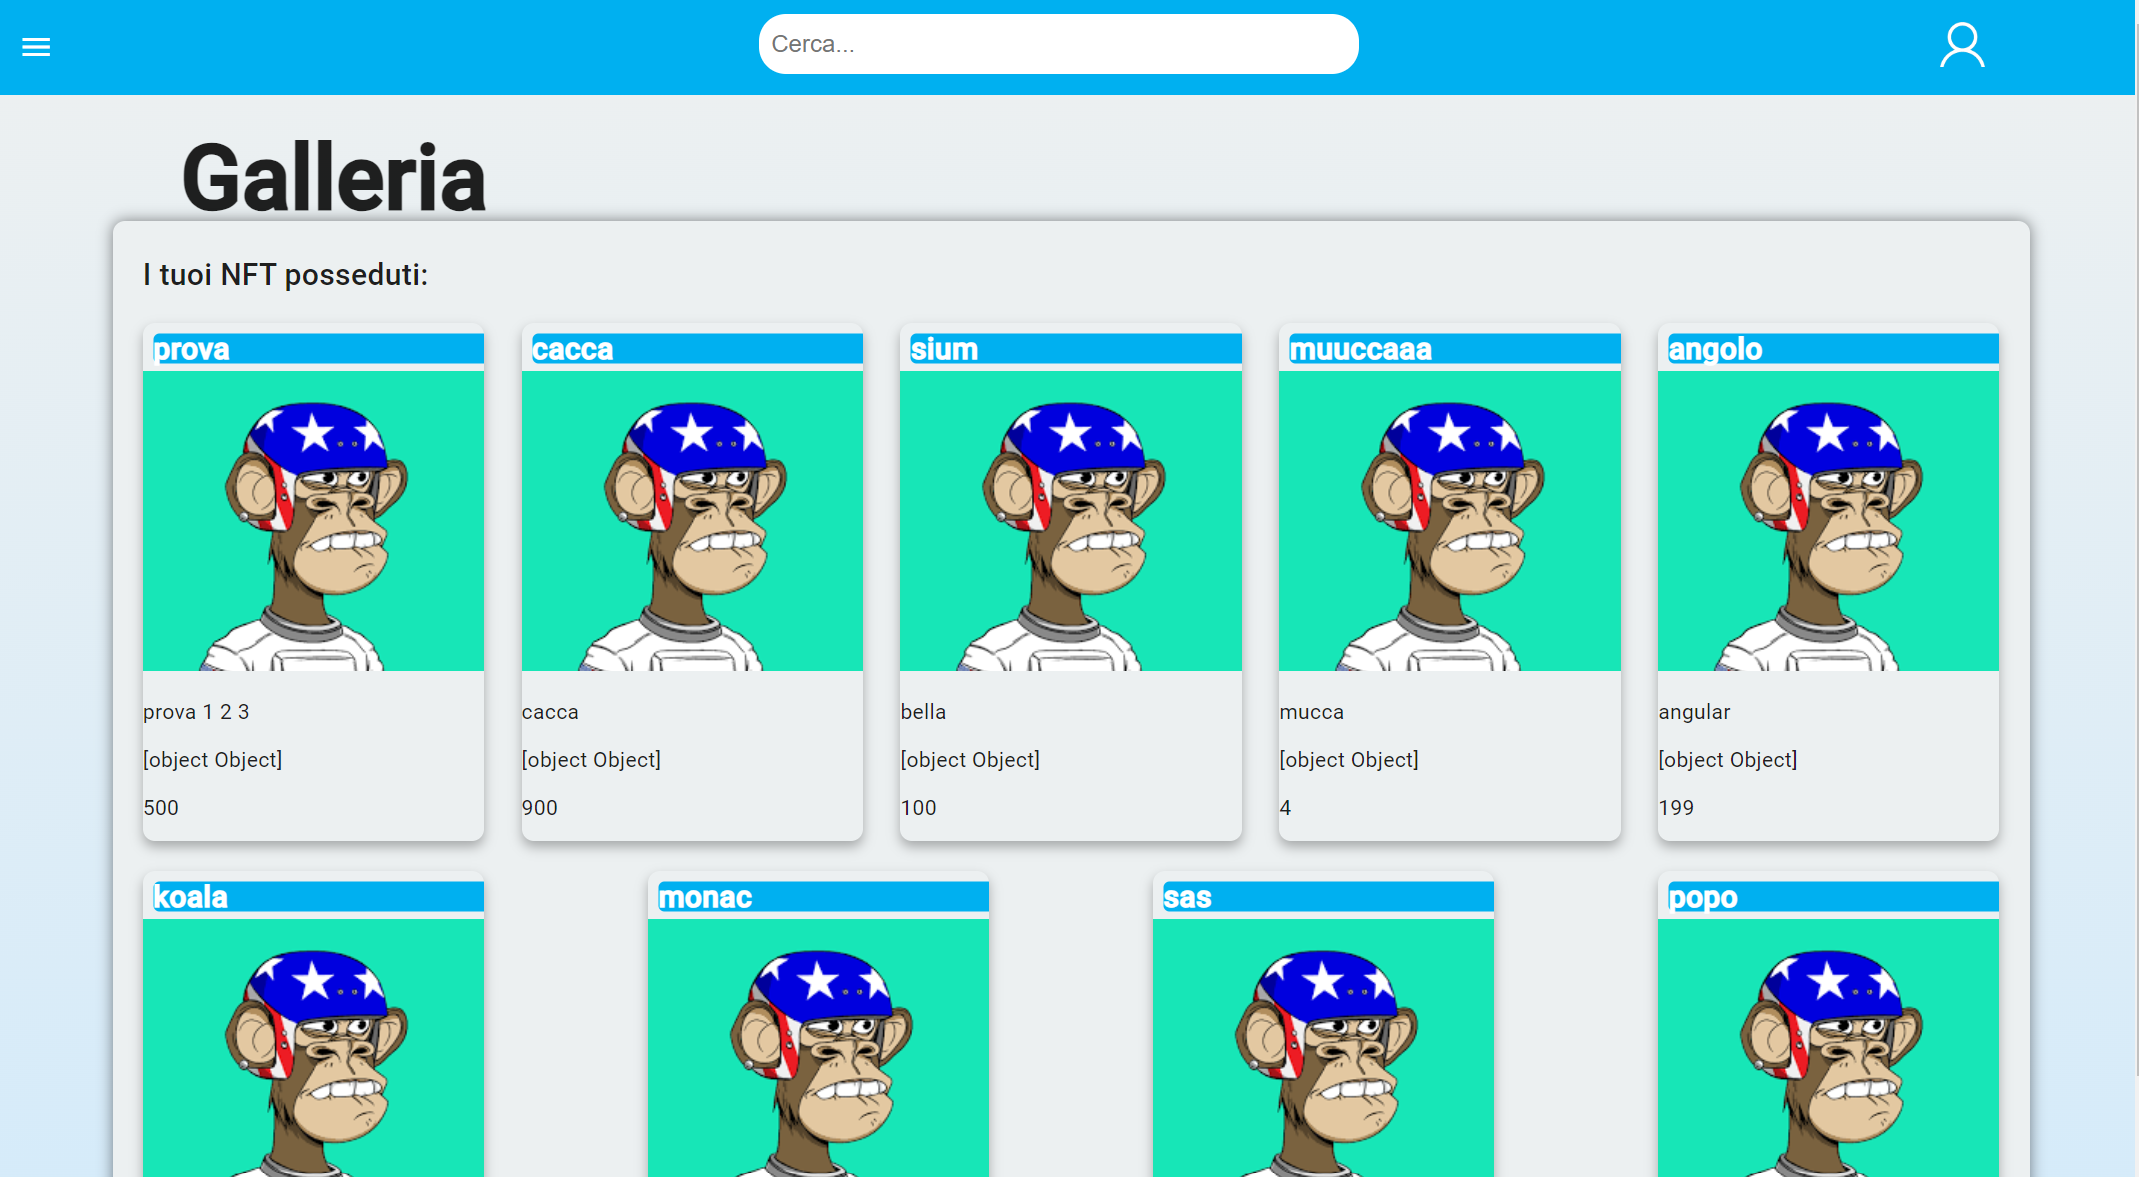 Cerca...
Galleria
I tuoi NFT posseduti:
prova
cacca
sium
muuccaaa
angolo
prova 1 2 3
cacca
bella
mucca
angular
[object Object]
[object Object]
[object Object]
[object Object]
[object Object]
500
900
100
4
199
koala
monac
sas
popo